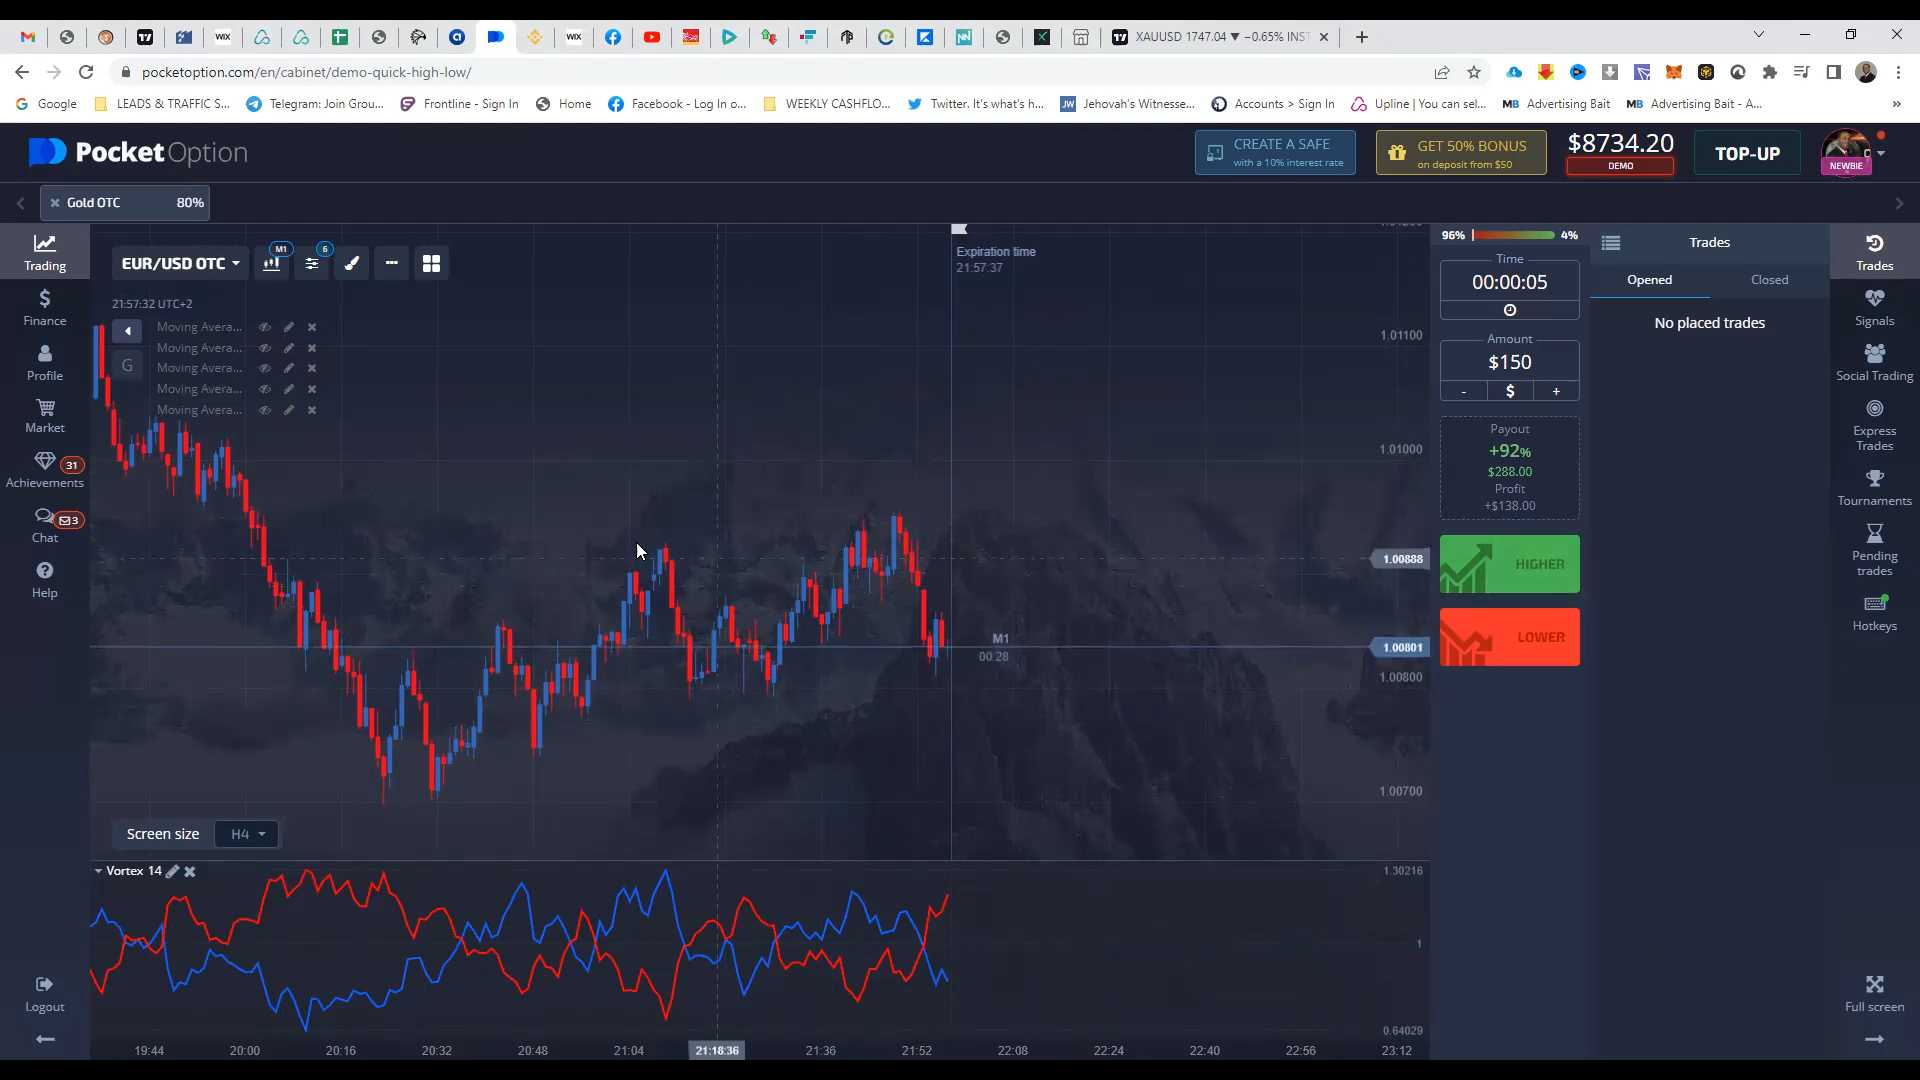 XAUUSD 1747.04 ▼ −0.65% INST
pocketoption.com/en/cabinet/demo-quick-high-low/
Google
LEADS & TRAFFIC S...
Telegram: Join Grou...
Frontline - Sign In
Home
Facebook - Log In o...
WEEKLY CASHFLO...
Twitter. It's what's h...
Jehovah's Witnesse...
Accounts > Sign In
Upline | You can sel...
Advertising Bait
Advertising Bait - A...
PocketOption
CREATE A SAFE
with a 10% interest rate
GET 50% BONUS
on deposit from $50
$8734.20
DEMO
TOP-UP
NEWBIE
Gold OTC 80%
Trading
Finance
Profile
Market
31
Achievements
3
Chat
Help
Logout
EUR/USD OTC
M1
6
21:57:32 UTC+2
Moving Avera...
Moving Avera...
Moving Avera...
Moving Avera...
Moving Avera...
G
Expiration time
21:57:37
1.01100
1.01000
1.00888
M1
00:28
1.00801
1.00800
1.00700
Screen size H4
Vortex 14
1.30216
1
0.64029
19:44 20:00 20:16 20:32 20:48 21:04 21:18:36 21:36 21:52 22:08 22:24 22:40 22:56 23:12
96% 4%
Time
00:00:05
Amount
$150
- $ +
Payout
+92%
$288.00
Profit
+$138.00
HIGHER
LOWER
Trades
Opened Closed
No placed trades
Trades
Signals
Social Trading
Express
Trades
Tournaments
Pending
trades
Hotkeys
Full screen